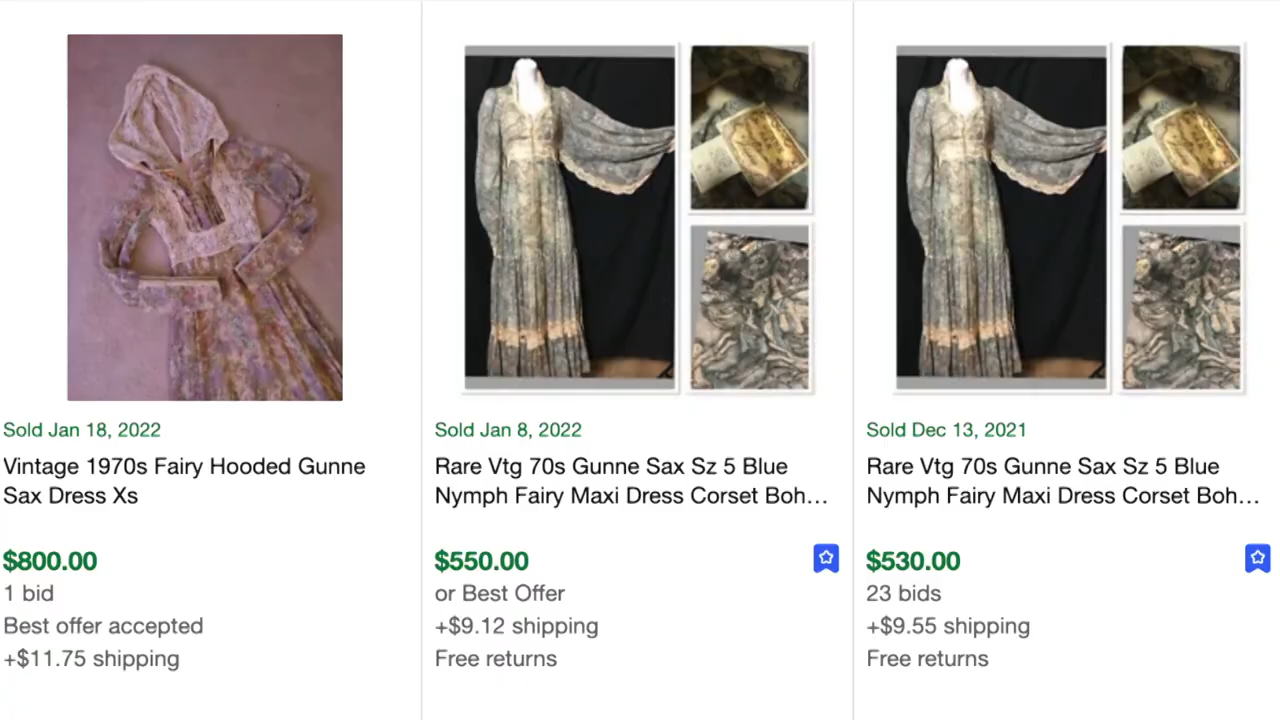 Sold Jan 18, 2022
Vintage 1970s Fairy Hooded Gunne
Sax Dress Xs
$800.00
1 bid
Best offer accepted
+$11.75 shipping
Sold Jan 8, 2022
Rare Vtg 70s Gunne Sax Sz 5 Blue
Nymph Fairy Maxi Dress Corset Boh…
$550.00
or Best Offer
+$9.12 shipping
Free returns
Sold Dec 13, 2021
Rare Vtg 70s Gunne Sax Sz 5 Blue
Nymph Fairy Maxi Dress Corset Boh…
$530.00
23 bids
+$9.55 shipping
Free returns